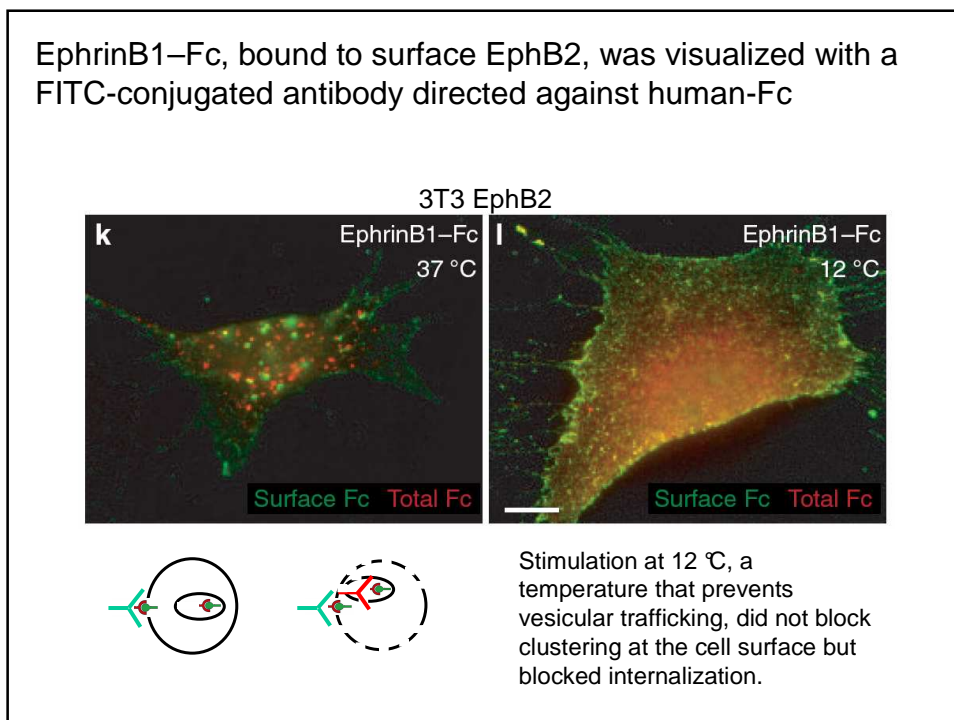 EphrinB1–Fc, bound to surface EphB2, was visualized with a
FITC-conjugated antibody directed against human-Fc
3T3 EphB2
k
EphrinB1–Fc
37 °C
Surface Fc Total Fc
l
EphrinB1–Fc
12 °C
Surface Fc Total Fc
Stimulation at 12 °C, a
temperature that prevents
vesicular trafficking, did not block
clustering at the cell surface but
blocked internalization.